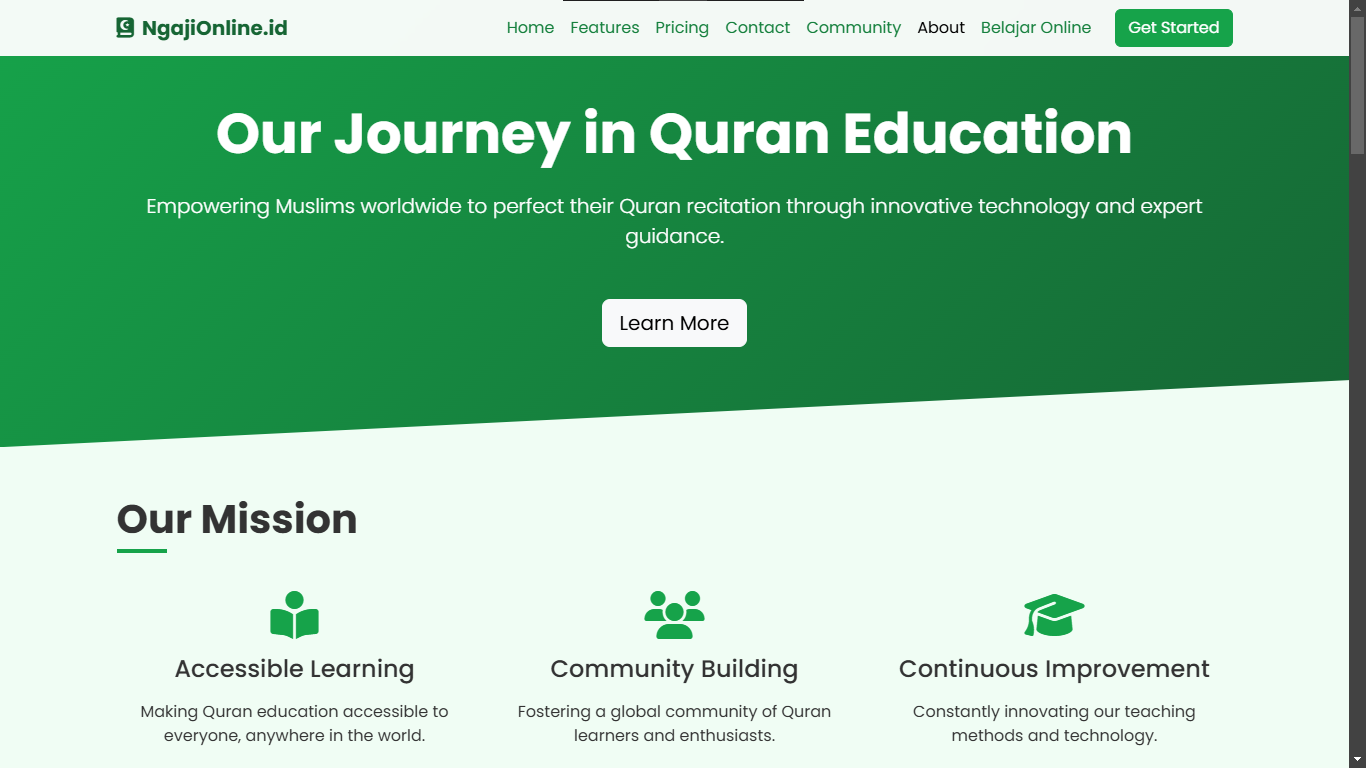 NgajiOnline.id
Home Features Pricing Contact Community About Belajar Online Get Started
Our Journey in Quran Education
Empowering Muslims worldwide to perfect their Quran recitation through innovative technology and expert
guidance.
Learn More
Our Mission
Accessible Learning
Making Quran education accessible to
everyone, anywhere in the world.
Community Building
Fostering a global community of Quran
learners and enthusiasts.
Continuous Improvement
Constantly innovating our teaching
methods and technology.